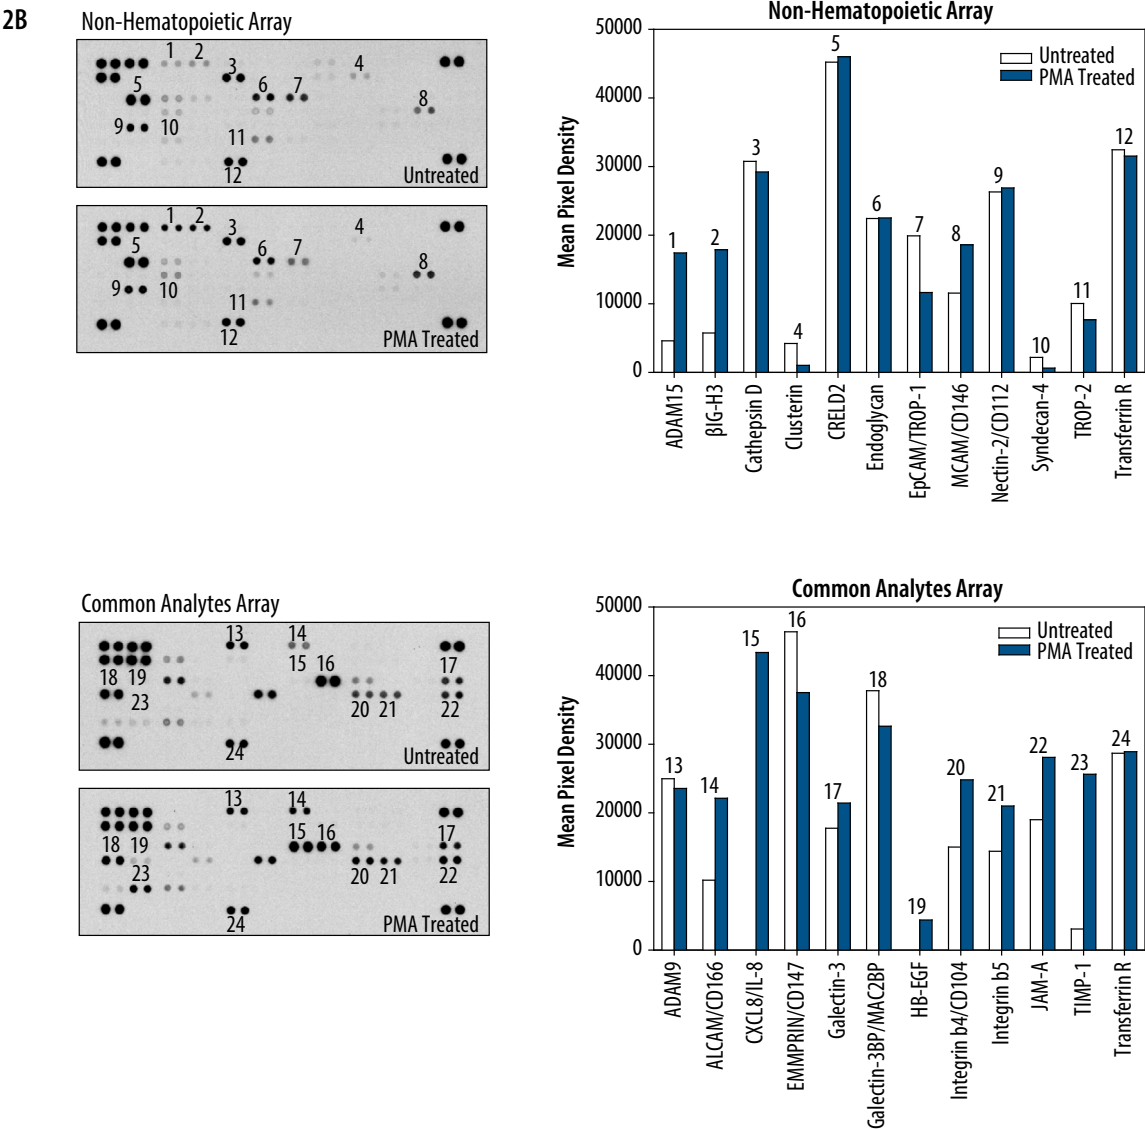 2B
Non-Hematopoietic Array
1 2 3 4
5 6 7 8
9 10 11
12 Untreated
1 2 3 4
5 6 7 8
9 10 11
12 PMA Treated
Non-Hematopoietic Array
Untreated
PMA Treated
Mean Pixel Density
50000
40000
30000
20000
10000
0
1 2 3 4 5 6 7 8 9 10 11 12
ADAM15
βIG-H3
Cathepsin D
Clusterin
CRELD2
Endoglycan
EpCAM/TROP-1
MCAM/CD146
Nectin-2/CD112
Syndecan-4
TROP-2
Transferrin R
Common Analytes Array
13 14
15 16 17
18 19
23 20 21 22
24 Untreated
13 14
15 16 17
18 19
23 20 21 22
24 PMA Treated
Common Analytes Array
Untreated
PMA Treated
Mean Pixel Density
50000
40000
30000
20000
10000
0
13 14 15 16 17 18 19 20 21 22 23 24
ADAM9
ALCAM/CD166
CXCL8/IL-8
EMMPRIN/CD147
Galectin-3
Galectin-3BP/MAC2BP
HB-EGF
Integrin b4/CD104
Integrin b5
JAM-A
TIMP-1
Transferrin R